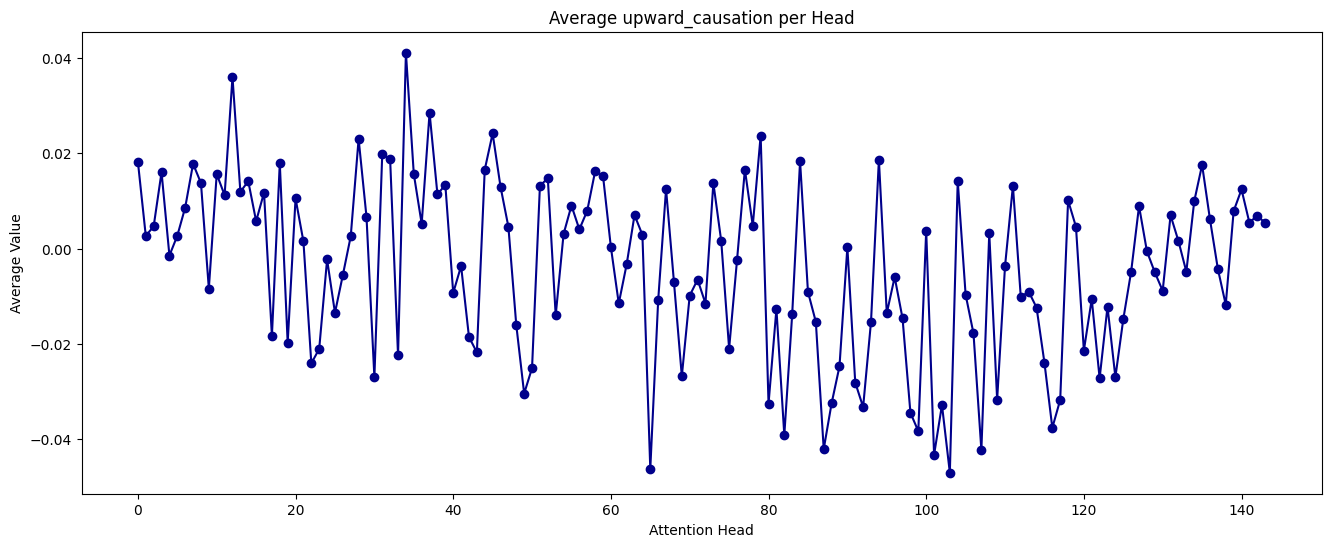 Average upward_causation per Head
0.04
0.02
0.00
−0.02
−0.04
Average Value
0 20 40 60 80 100 120 140
Attention Head